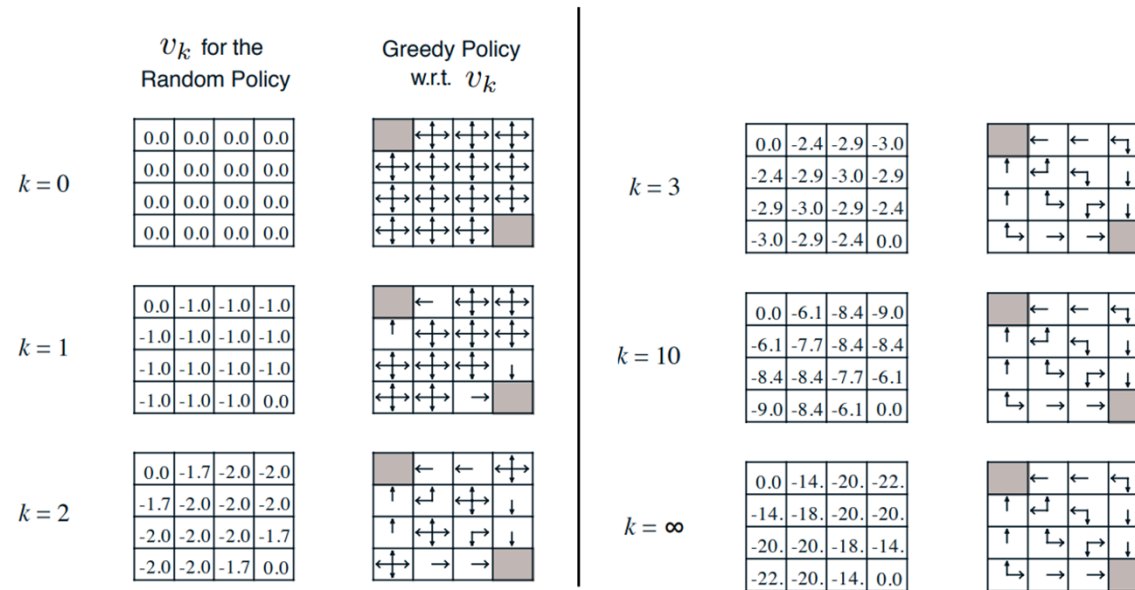 v_k for the
Random Policy
Greedy Policy
w.r.t. v_k
k = 0
0.0 0.0 0.0 0.0
0.0 0.0 0.0 0.0
0.0 0.0 0.0 0.0
0.0 0.0 0.0 0.0
k = 1
0.0 -1.0 -1.0 -1.0
-1.0 -1.0 -1.0 -1.0
-1.0 -1.0 -1.0 -1.0
-1.0 -1.0 -1.0 0.0
k = 2
0.0 -1.7 -2.0 -2.0
-1.7 -2.0 -2.0 -2.0
-2.0 -2.0 -2.0 -1.7
-2.0 -2.0 -1.7 0.0
k = 3
0.0 -2.4 -2.9 -3.0
-2.4 -2.9 -3.0 -2.9
-2.9 -3.0 -2.9 -2.4
-3.0 -2.9 -2.4 0.0
k = 10
0.0 -6.1 -8.4 -9.0
-6.1 -7.7 -8.4 -8.4
-8.4 -8.4 -7.7 -6.1
-9.0 -8.4 -6.1 0.0
k = ∞
0.0 -14. -20. -22.
-14. -18. -20. -20.
-20. -20. -18. -14.
-22. -20. -14. 0.0